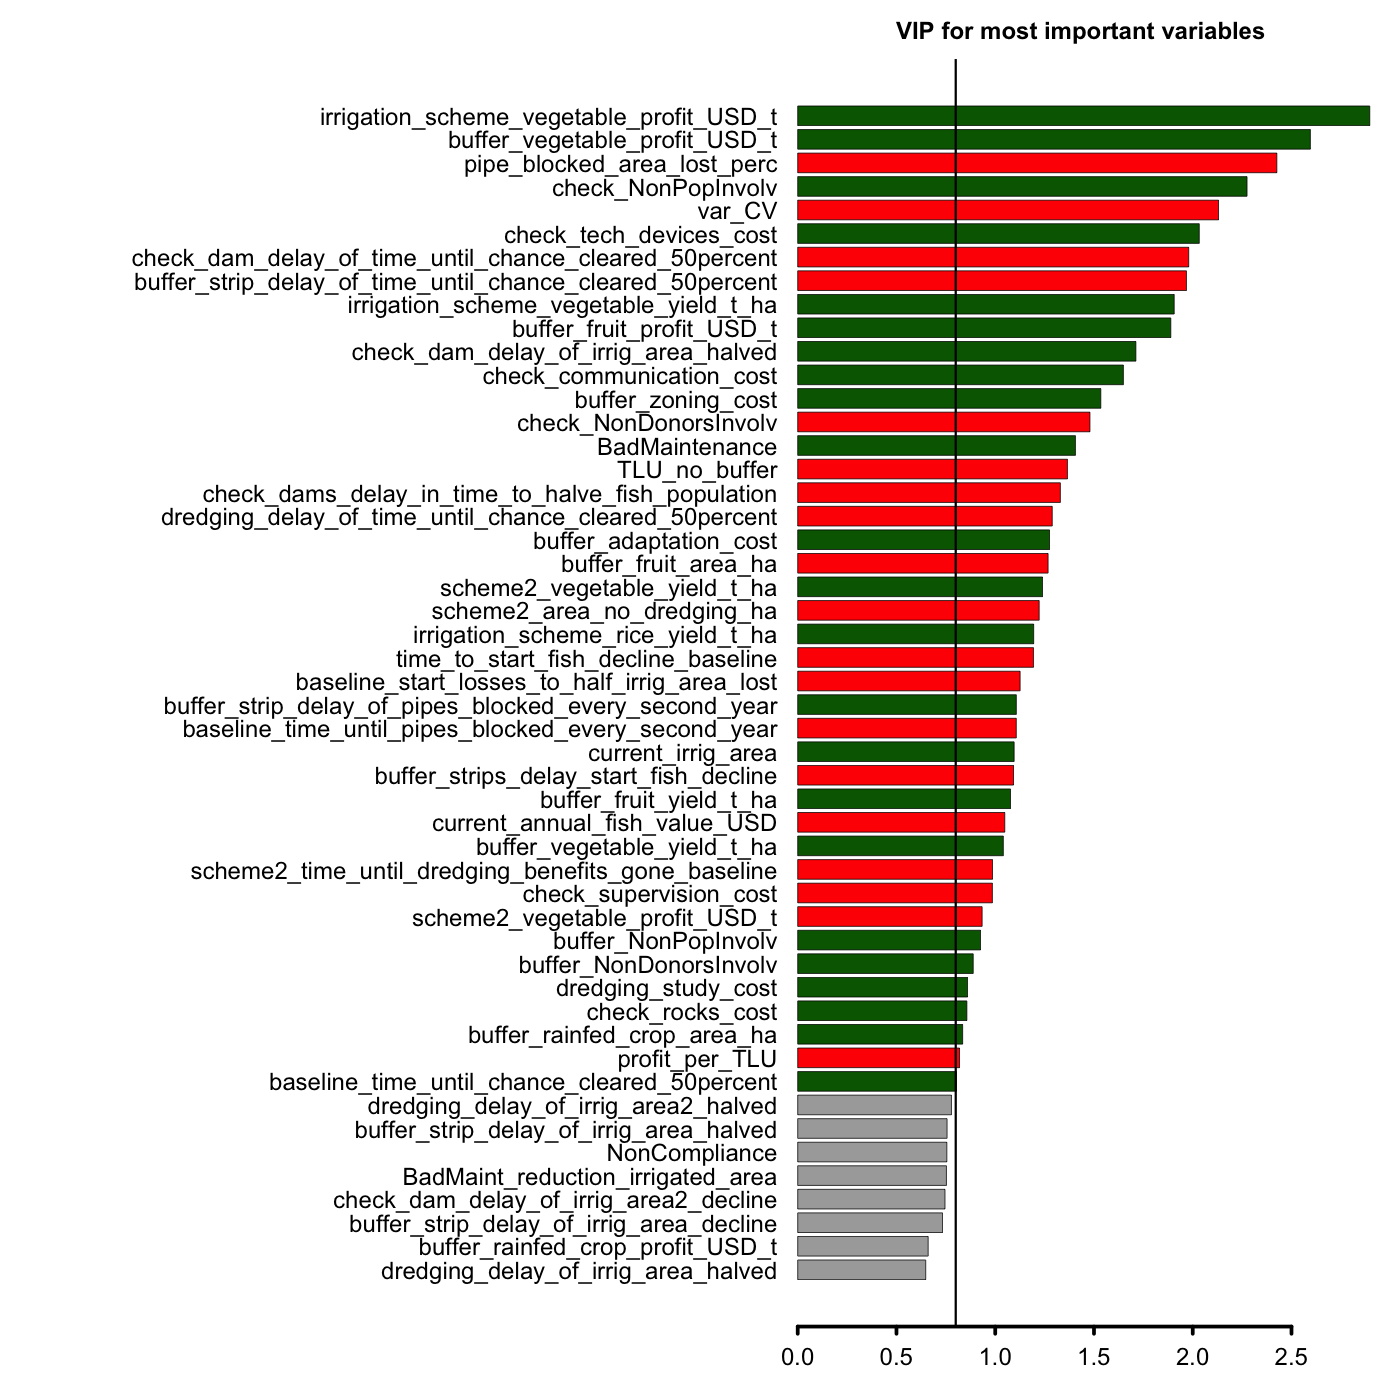 VIP for most important variables
irrigation_scheme_vegetable_profit_USD_t
buffer_vegetable_profit_USD_t
pipe_blocked_area_lost_perc
check_NonPopInvolv
var_CV
check_tech_devices_cost
check_dam_delay_of_time_until_chance_cleared_50percent
buffer_strip_delay_of_time_until_chance_cleared_50percent
irrigation_scheme_vegetable_yield_t_ha
buffer_fruit_profit_USD_t
check_dam_delay_of_irrig_area_halved
check_communication_cost
buffer_zoning_cost
check_NonDonorsInvolv
BadMaintenance
TLU_no_buffer
check_dams_delay_in_time_to_halve_fish_population
dredging_delay_of_time_until_chance_cleared_50percent
buffer_adaptation_cost
buffer_fruit_area_ha
scheme2_vegetable_yield_t_ha
scheme2_area_no_dredging_ha
irrigation_scheme_rice_yield_t_ha
time_to_start_fish_decline_baseline
baseline_start_losses_to_half_irrig_area_lost
buffer_strip_delay_of_pipes_blocked_every_second_year
baseline_time_until_pipes_blocked_every_second_year
current_irrig_area
buffer_strips_delay_start_fish_decline
buffer_fruit_yield_t_ha
current_annual_fish_value_USD
buffer_vegetable_yield_t_ha
scheme2_time_until_dredging_benefits_gone_baseline
check_supervision_cost
scheme2_vegetable_profit_USD_t
buffer_NonPopInvolv
buffer_NonDonorsInvolv
dredging_study_cost
check_rocks_cost
buffer_rainfed_crop_area_ha
profit_per_TLU
baseline_time_until_chance_cleared_50percent
dredging_delay_of_irrig_area2_halved
buffer_strip_delay_of_irrig_area_halved
NonCompliance
BadMaint_reduction_irrigated_area
check_dam_delay_of_irrig_area2_decline
buffer_strip_delay_of_irrig_area_decline
buffer_rainfed_crop_profit_USD_t
dredging_delay_of_irrig_area_halved
0.0 0.5 1.0 1.5 2.0 2.5